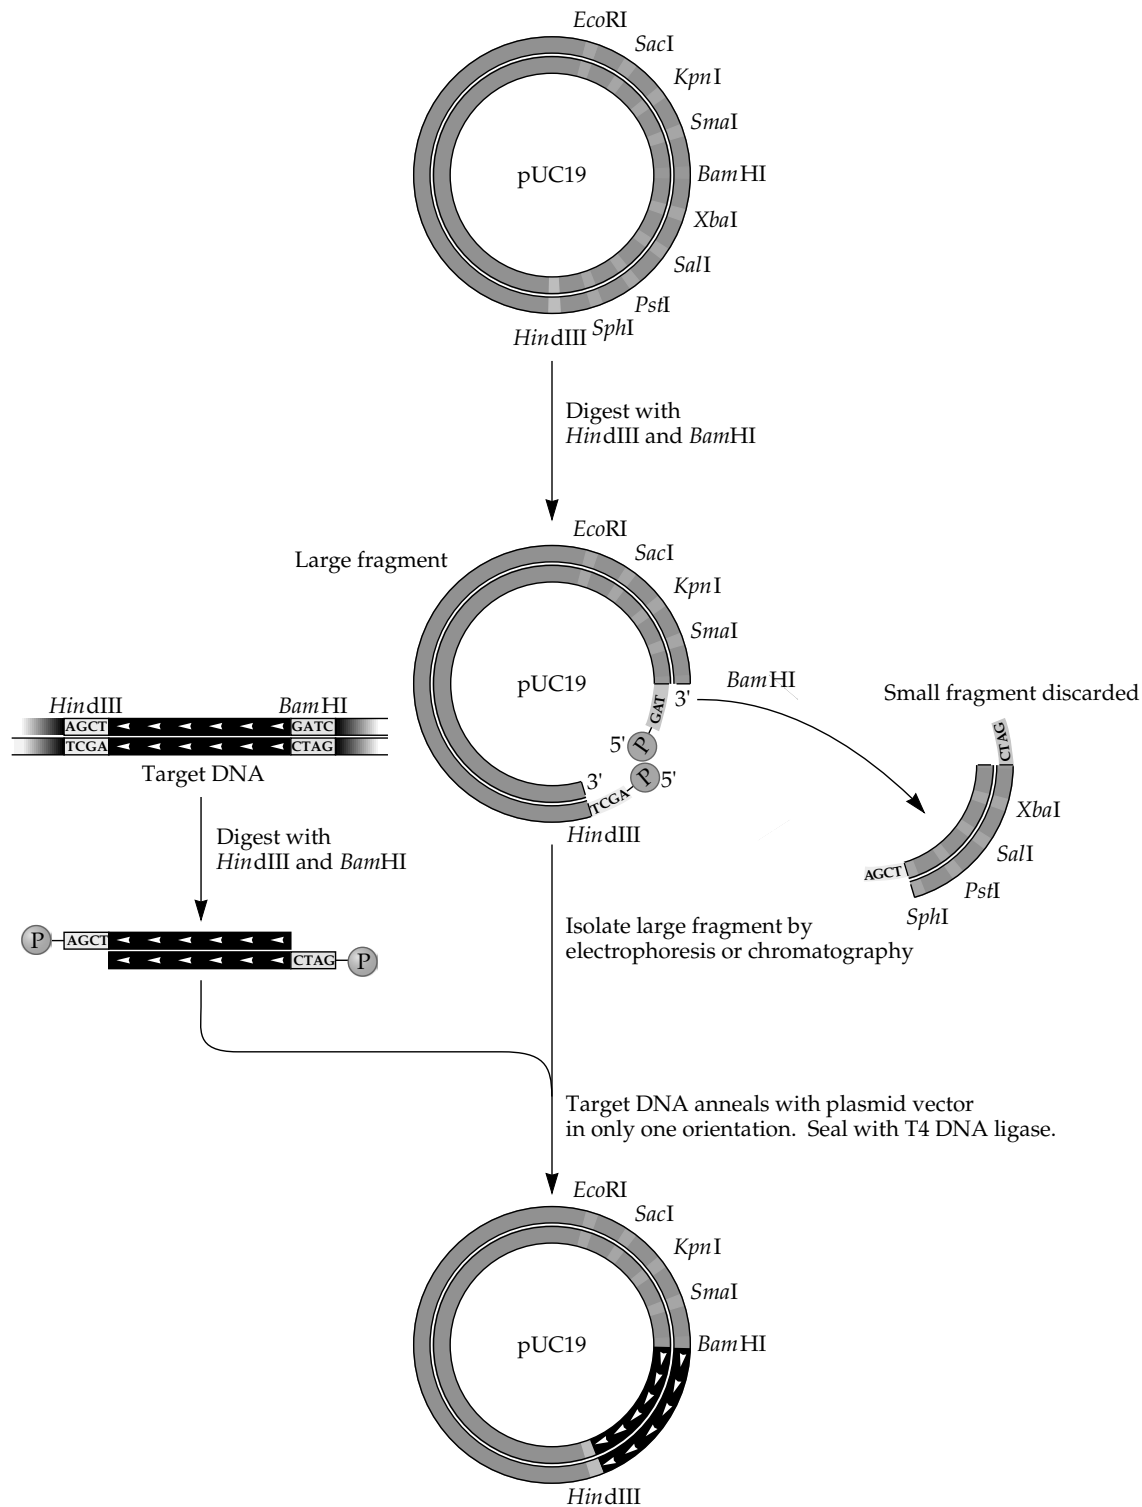 EcoRI
SacI
KpnI
SmaI
pUC19
BamHI
XbaI
SalI
PstI
SphI
HindIII
Digest with
HindIII and BamHI
EcoRI
Large fragment
SacI
KpnI
SmaI
pUC19
BamHI
3'
GAT
5' P
P 5'
3'
TCGA
HindIII
Small fragment discarded
CTAG
XbaI
SalI
PstI
SphI
AGCT
HindIII BamHI
AGCT GATC
TCGA CTAG
Target DNA
Digest with
HindIII and BamHI
P AGCT
CTAG P
Isolate large fragment by
electrophoresis or chromatography
Target DNA anneals with plasmid vector
in only one orientation. Seal with T4 DNA ligase.
EcoRI
SacI
KpnI
SmaI
pUC19
BamHI
HindIII